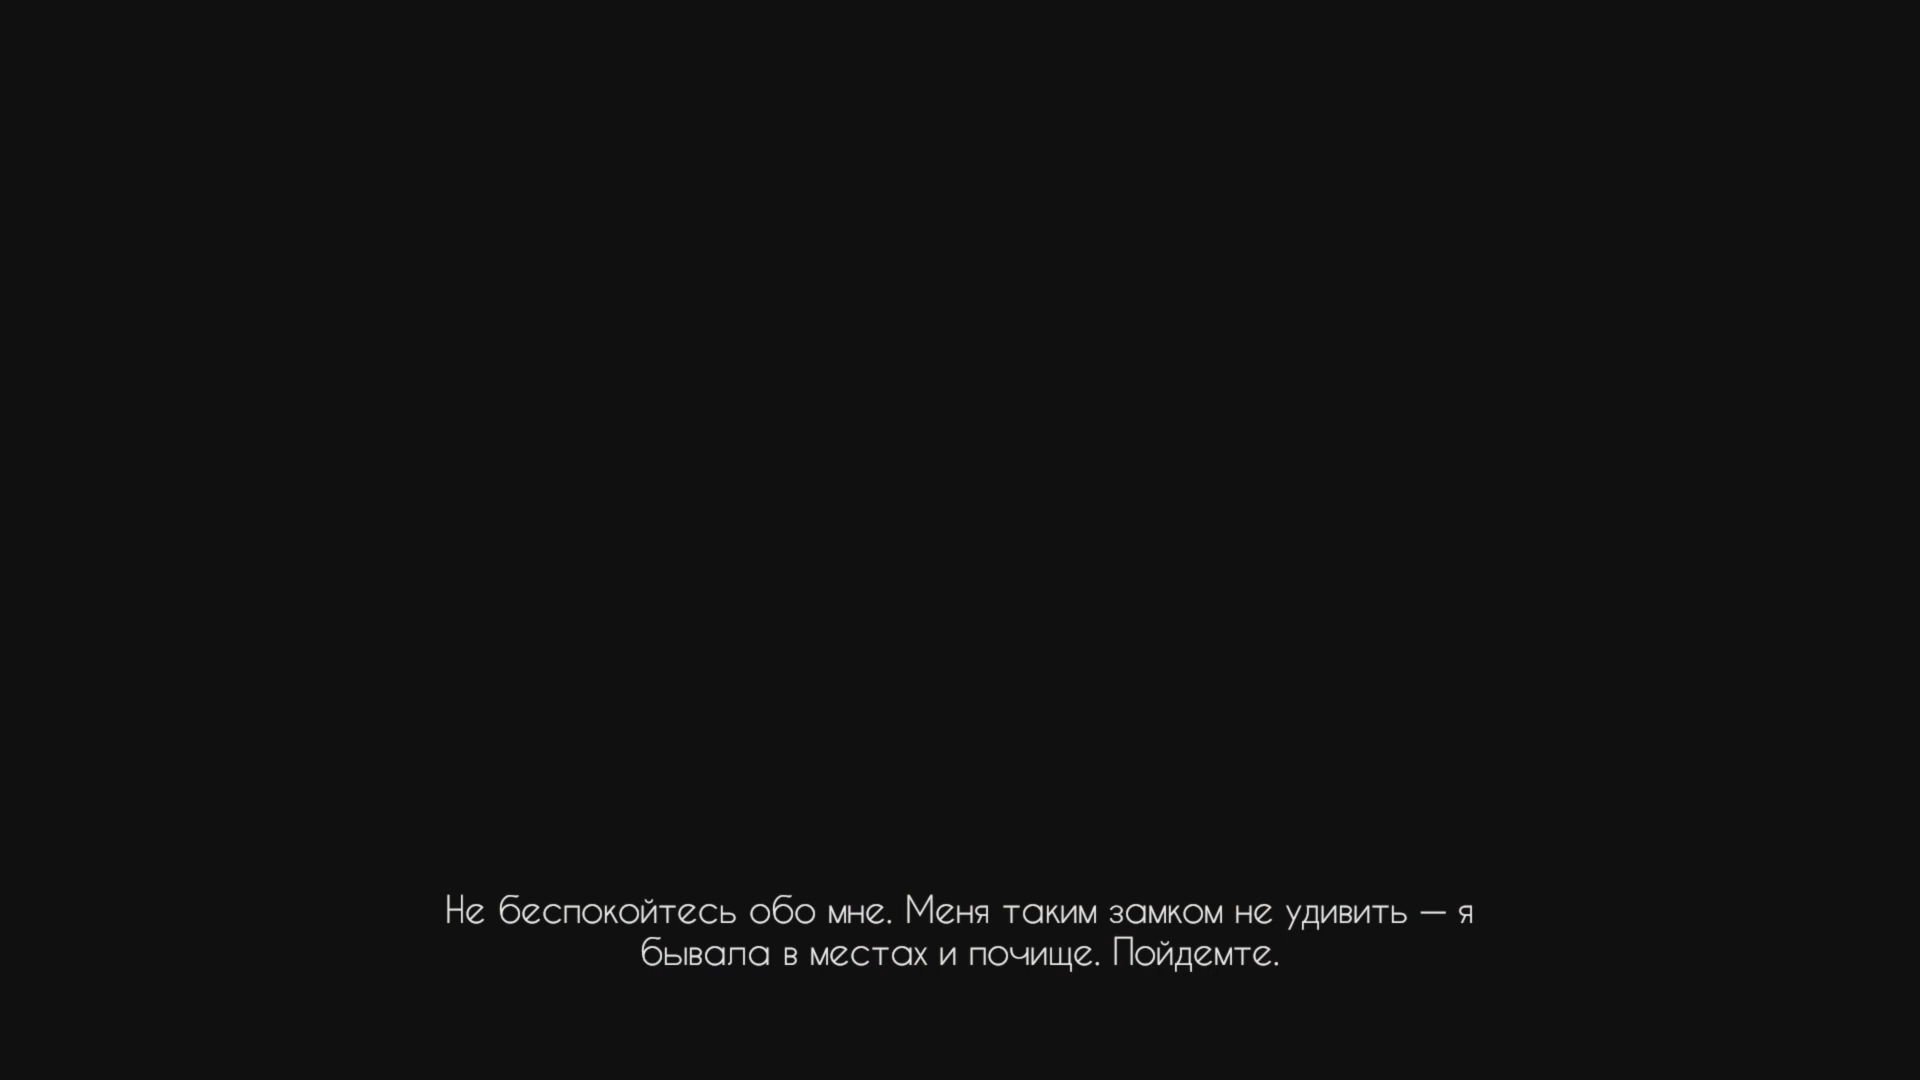 Не беспокойтесь обо мне. Меня таким замком не удивить — я
бывала в местах и почище. Пойдемте.